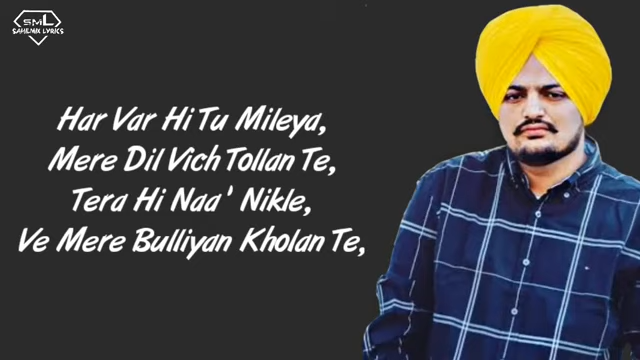 SML
SAHILMIX LYRICS
Har Var Hi Tu Mileya,
Mere Dil Vich Tollan Te,
Tera Hi Naa' Nikle,
Ve Mere Bulliyan Kholan Te,